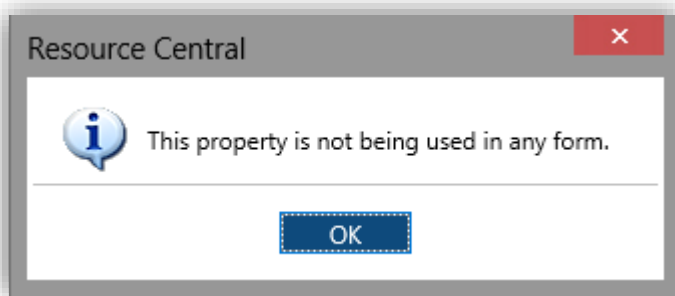 Resource Central
This property is not being used in any form.
OK